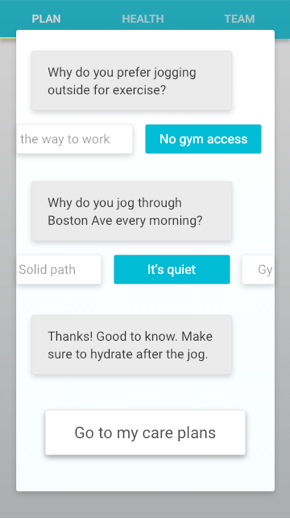 PLAN HEALTH TEAM
Why do you prefer jogging
outside for exercise?
the way to work No gym access
Why do you jog through
Boston Ave every morning?
Solid path It's quiet Gy
Thanks! Good to know. Make
sure to hydrate after the jog.
Go to my care plans